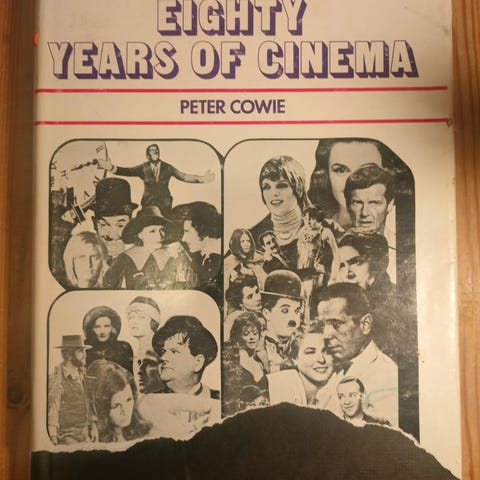 EIGHTY
YEARS OF CINEMA
PETER COWIE